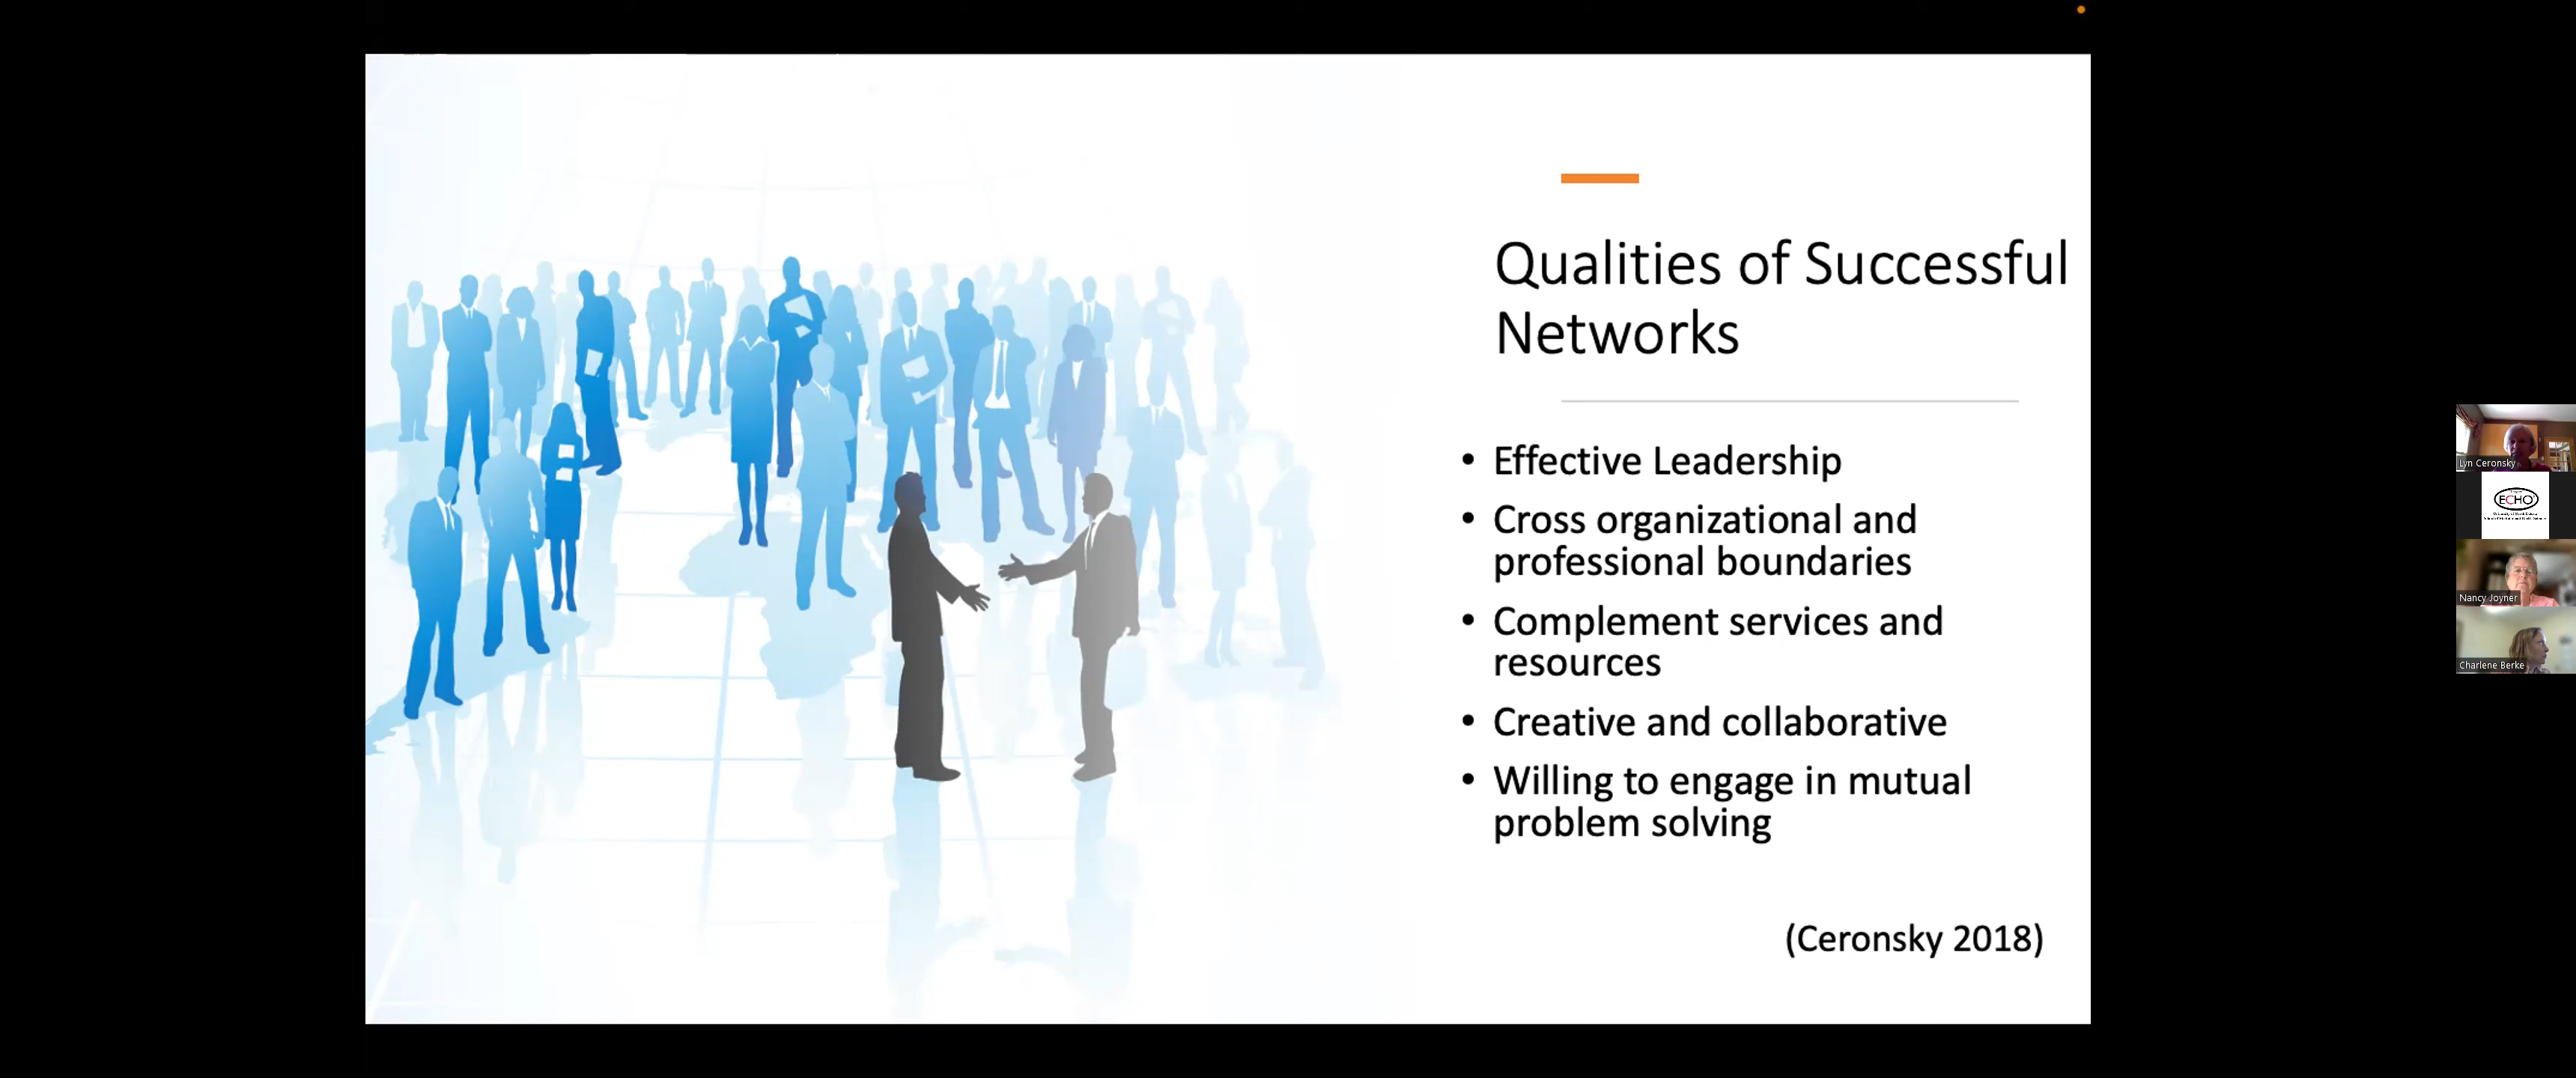 Qualities of Successful
Networks
• Effective Leadership
• Cross organizational and
professional boundaries
• Complement services and
resources
• Creative and collaborative
• Willing to engage in mutual
problem solving
(Ceronsky 2018)
Lyn Ceronsky
ECHO
Nancy Joyner
Charlene Berke